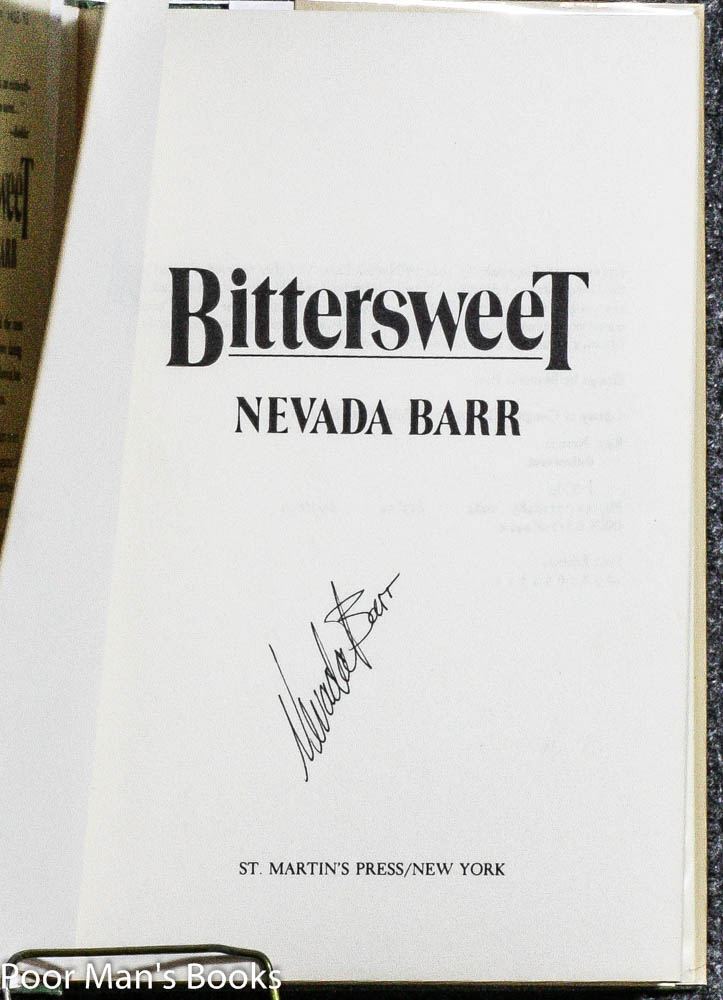 BittersweeT
NEVADA BARR
Nevada Barr
ST. MARTIN'S PRESS/NEW YORK
Poor Man's Books